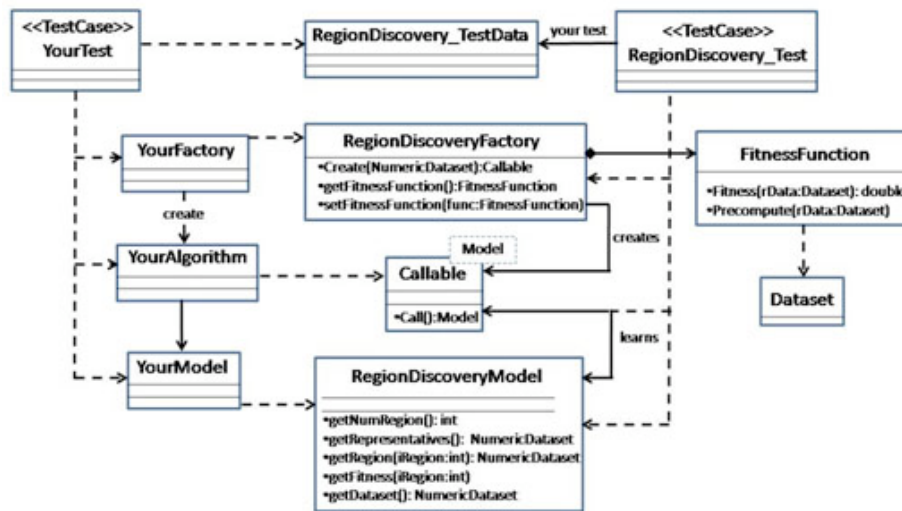 <<TestCase>>
YourTest
RegionDiscovery_TestData
your test
<<TestCase>>
RegionDiscovery_Test
YourFactory
RegionDiscoveryFactory
•Create(NumericDataset):Callable
•getFitnessFunction():FitnessFunction
•setFitnessFunction(func:FitnessFunction)
FitnessFunction
•Fitness(rData:Dataset): double
•Precompute(rData:Dataset)
create
creates
YourAlgorithm
Model
Callable
•Call():Model
Dataset
learns
YourModel
RegionDiscoveryModel
•getNumRegion(): int
•getRepresentatives(): NumericDataset
•getRegion(iRegion:int): NumericDataset
•getFitness(iRegion:int)
•getDataset(): NumericDataset